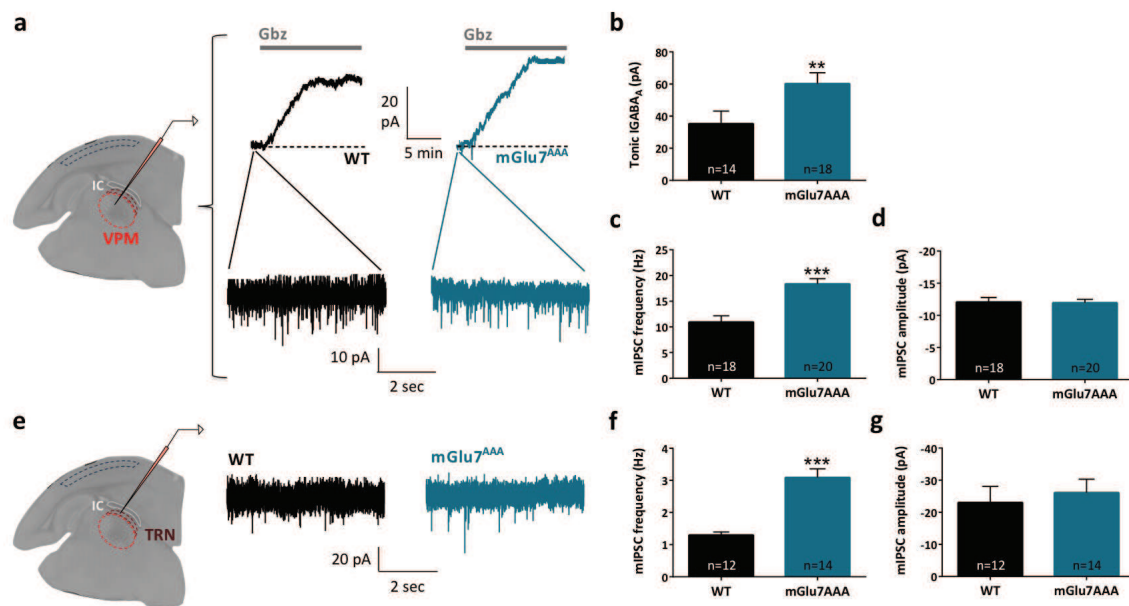 a
Gbz
Gbz
20
pA
5 min
WT
mGlu7AAA
IC
VPM
10 pA
2 sec
b
Tonic IGABAA (pA)
80
60
40
20
0
**
n=14
n=18
WT
mGlu7AAA
c
mIPSC frequency (Hz)
25
20
15
10
5
0
***
n=18
n=20
WT
mGlu7AAA
d
mIPSC amplitude (pA)
-20
-15
-10
-5
0
n=18
n=20
WT
mGlu7AAA
e
IC
TRN
WT
mGlu7AAA
20 pA
2 sec
f
mIPSC frequency (Hz)
4
3
2
1
0
***
n=12
n=14
WT
mGlu7AAA
g
mIPSC amplitude (pA)
-40
-30
-20
-10
0
n=12
n=14
WT
mGlu7AAA